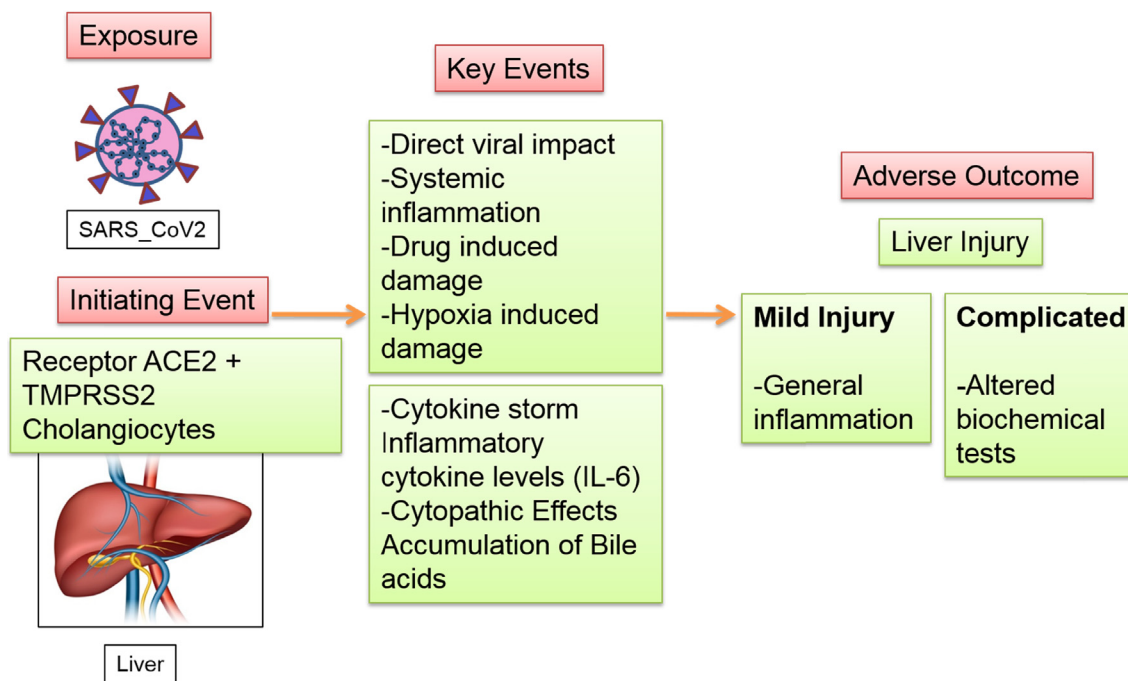 Exposure
SARS_CoV2
Initiating Event
Receptor ACE2 +
TMPRSS2
Cholangiocytes
Liver
Key Events
-Direct viral impact
-Systemic
inflammation
-Drug induced
damage
-Hypoxia induced
damage
-Cytokine storm
Inflammatory
cytokine levels (IL-6)
-Cytopathic Effects
Accumulation of Bile
acids
Adverse Outcome
Liver Injury
Mild Injury
-General
inflammation
Complicated
-Altered
biochemical
tests